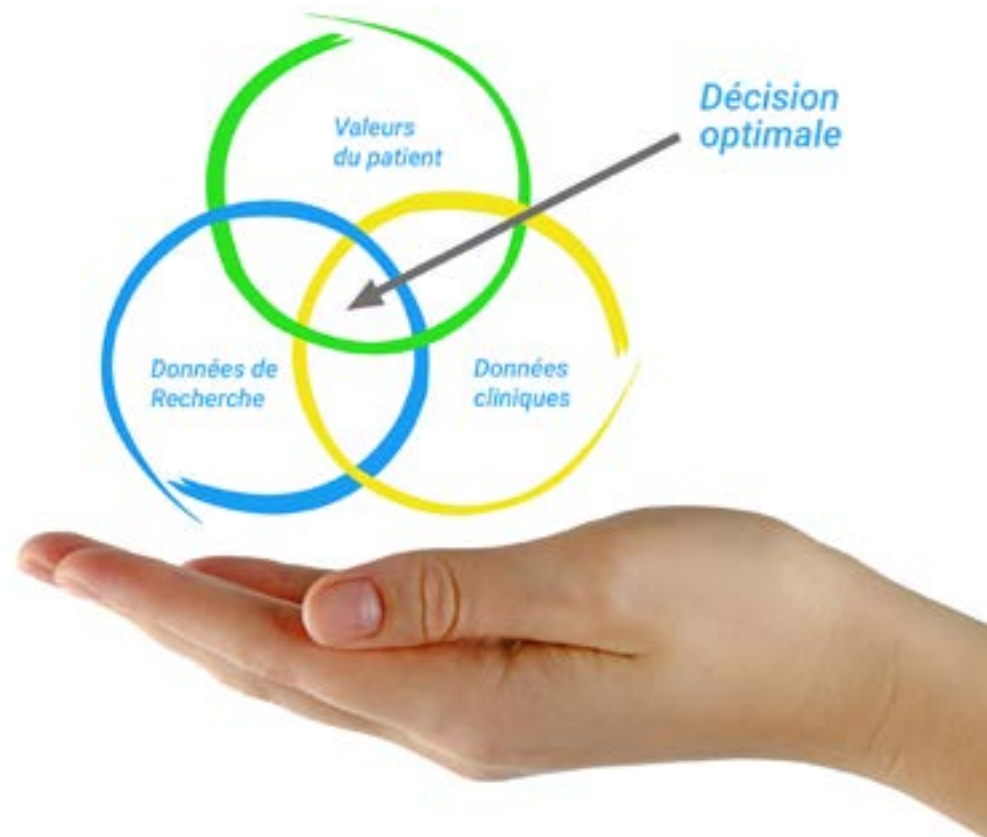 Valeurs
du patient
Décision
optimale
Données de
Recherche
Données
cliniques